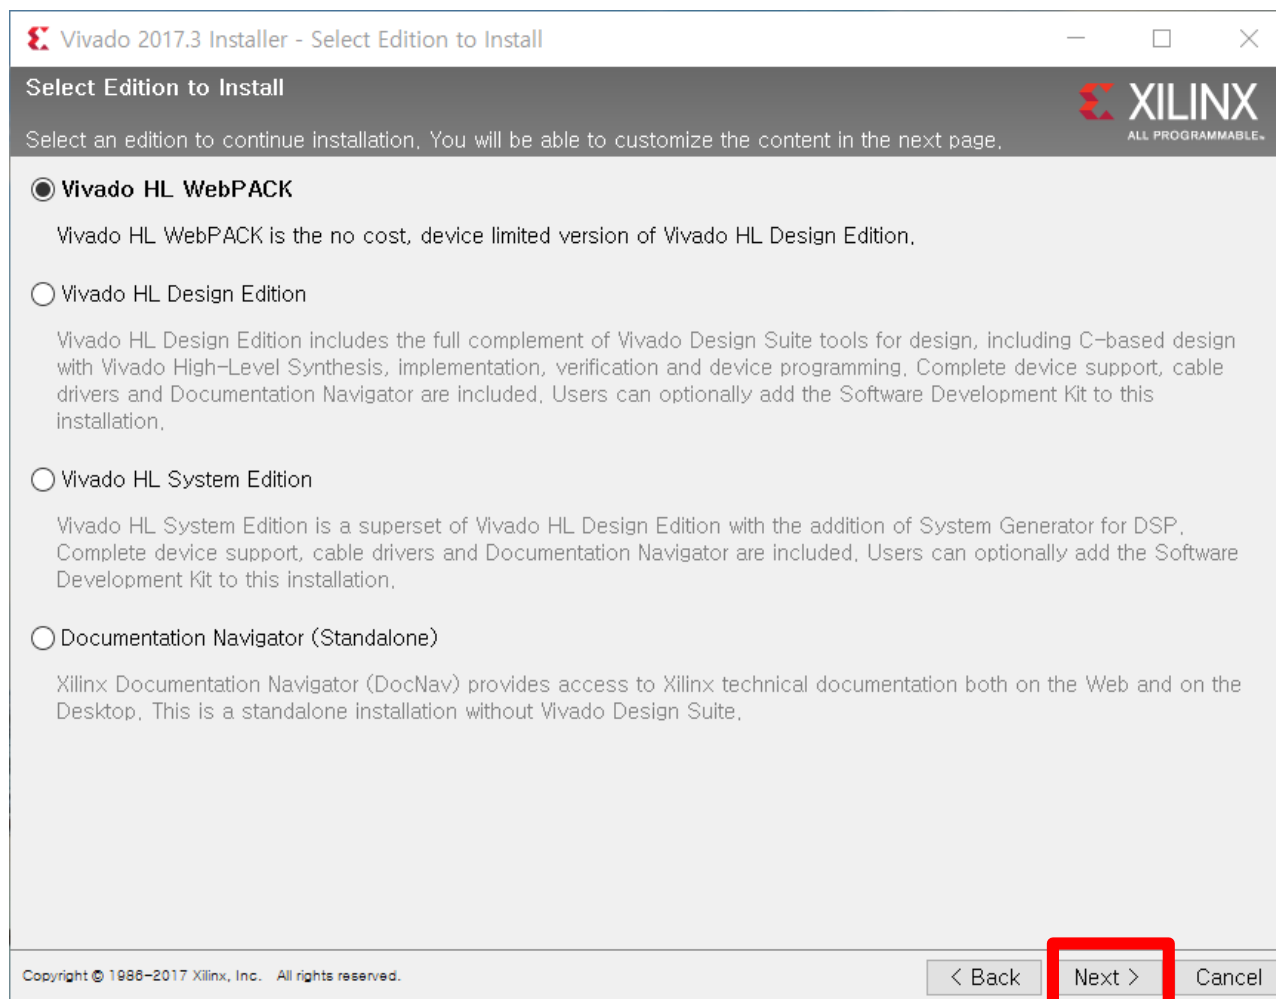 Vivado 2017.3 Installer - Select Edition to Install
Select Edition to Install
XILINX
ALL PROGRAMMABLE™
Select an edition to continue installation. You will be able to customize the content in the next page.
Vivado HL WebPACK
Vivado HL WebPACK is the no cost, device limited version of Vivado HL Design Edition.
Vivado HL Design Edition
Vivado HL Design Edition includes the full complement of Vivado Design Suite tools for design, including C-based design
with Vivado High-Level Synthesis, implementation, verification and device programming. Complete device support, cable
drivers and Documentation Navigator are included. Users can optionally add the Software Development Kit to this
installation.
Vivado HL System Edition
Vivado HL System Edition is a superset of Vivado HL Design Edition with the addition of System Generator for DSP.
Complete device support, cable drivers and Documentation Navigator are included. Users can optionally add the Software
Development Kit to this installation.
Documentation Navigator (Standalone)
Xilinx Documentation Navigator (DocNav) provides access to Xilinx technical documentation both on the Web and on the
Desktop. This is a standalone installation without Vivado Design Suite.
Copyright © 1986-2017 Xilinx, Inc. All rights reserved.
< Back
Next >
Cancel